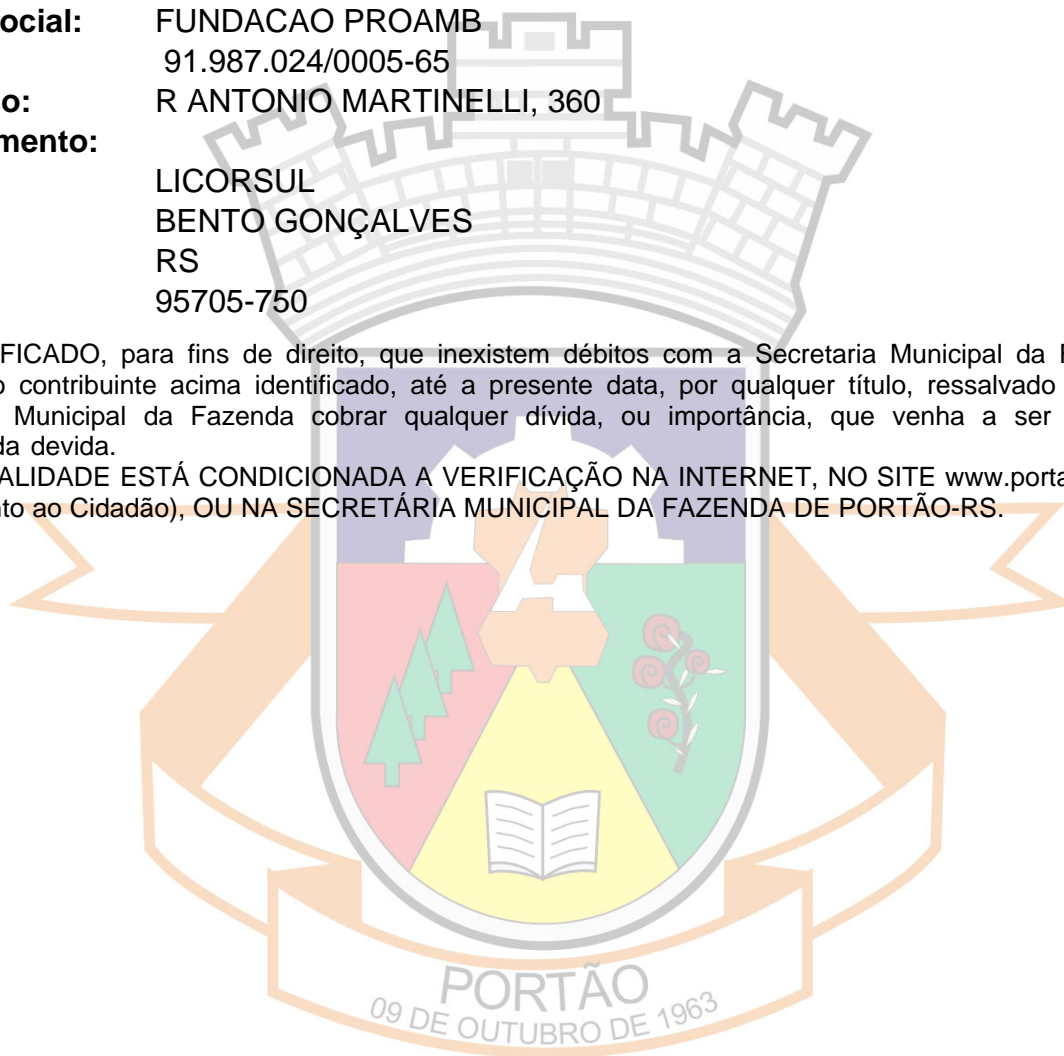 ocial: FUNDACAO PROAMB
91.987.024/0005-65
o: R ANTONIO MARTINELLI, 360
mento:
LICORSUL
BENTO GONÇALVES
RS
95705-750
FICADO, para fins de direito, que inexistem débitos com a Secretaria Municipal da
o contribuinte acima identificado, até a presente data, por qualquer título, ressalvado
Municipal da Fazenda cobrar qualquer dívida, ou importância, que venha a ser
da devida.
ALIDADE ESTÁ CONDICIONADA A VERIFICAÇÃO NA INTERNET, NO SITE www.porta
nto ao Cidadão), OU NA SECRETÁRIA MUNICIPAL DA FAZENDA DE PORTÃO-RS.
PORTÃO
09 DE OUTUBRO DE 1963